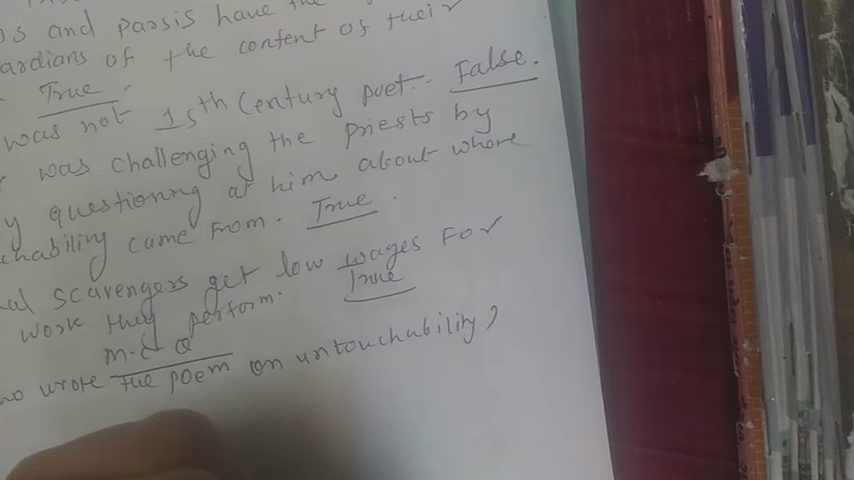 s and parsis have the
ardians of the content of their
True.
was not 15th Century poet. False.
was challenging the priests by
y questioning at him about where
chability came from. True.
al scavengers get low wages for
work they perform. True
M.C Q
wrote the poem on untouchability,